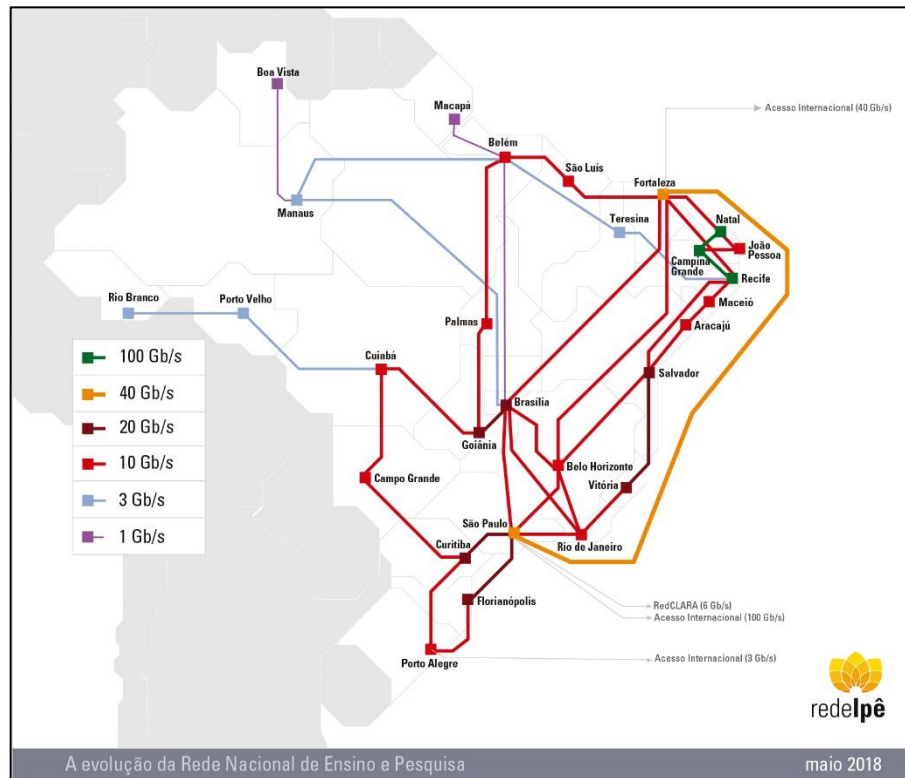 Boa Vista
Macapá
Acesso Internacional (40 Gb/s)
Belém
São Luís
Fortaleza
Manaus
Teresina
Natal
João
Pessoa
Campina
Grande
Recife
Rio Branco
Porto Velho
Maceió
Palmas
Aracajú
Cuiabá
Salvador
100 Gb/s
40 Gb/s
20 Gb/s
10 Gb/s
3 Gb/s
1 Gb/s
Brasília
Goiânia
Belo Horizonte
Campo Grande
Vitória
São Paulo
Curitiba
Rio de Janeiro
Florianópolis
RedCLARA (6 Gb/s)
Acesso Internacional (100 Gb/s)
Porto Alegre
Acesso Internacional (3 Gb/s)
redeIpê
A evolução da Rede Nacional de Ensino e Pesquisa
maio 2018